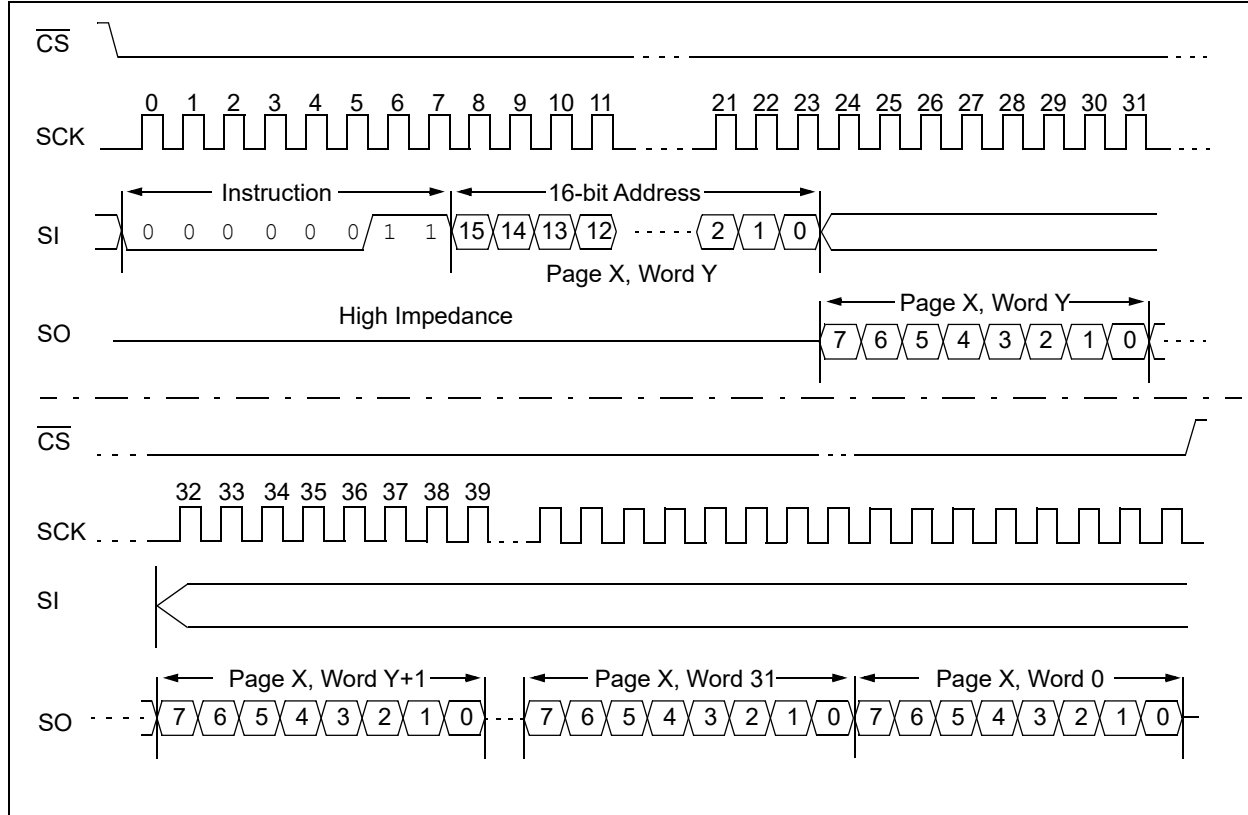 CS
0 1 2 3 4 5 6 7 8 9 10 11 21 22 23 24 25 26 27 28 29 30 31
SCK
Instruction 16-bit Address
SI 0 0 0 0 0 0 1 1 15 14 13 12 2 1 0
Page X, Word Y
High Impedance Page X, Word Y
SO 7 6 5 4 3 2 1 0
CS
32 33 34 35 36 37 38 39
SCK
SI
Page X, Word Y+1 Page X, Word 31 Page X, Word 0
SO 7 6 5 4 3 2 1 0 7 6 5 4 3 2 1 0 7 6 5 4 3 2 1 0